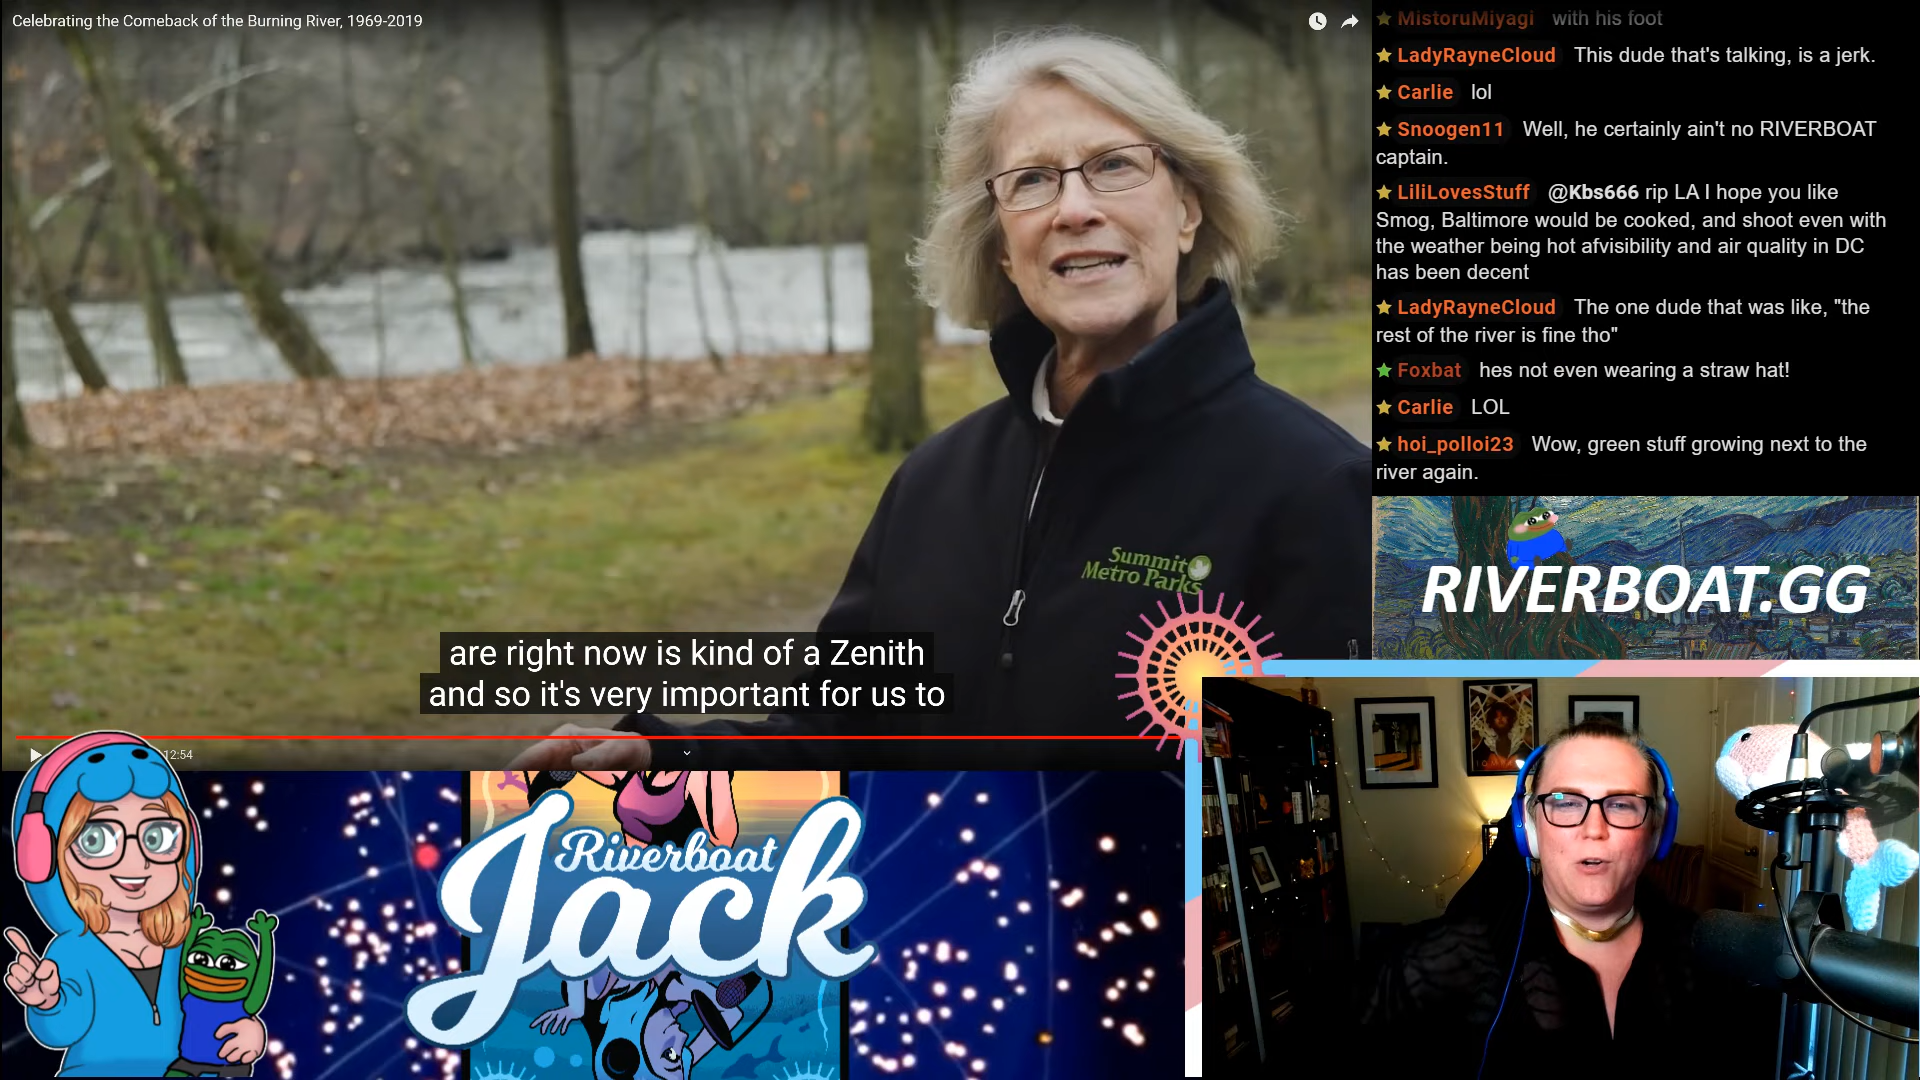 Celebrating the Comeback of the Burning River, 1969-2019
Summit
Metro Parks
are right now is kind of a Zenith
and so it's very important for us to
12:54
MistoruMiyagi with his foot
LadyRayneCloud This dude that's talking, is a jerk.
Carlie lol
Snoogen11 Well, he certainly ain't no RIVERBOAT
captain.
LiliLovesStuff @Kbs666 rip LA I hope you like
Smog, Baltimore would be cooked, and shoot even with
the weather being hot afvisibility and air quality in DC
has been decent
LadyRayneCloud The one dude that was like, "the
rest of the river is fine tho"
Foxbat hes not even wearing a straw hat!
Carlie LOL
hoi_polloi23 Wow, green stuff growing next to the
river again.
RIVERBOAT.GG
Riverboat
Jack